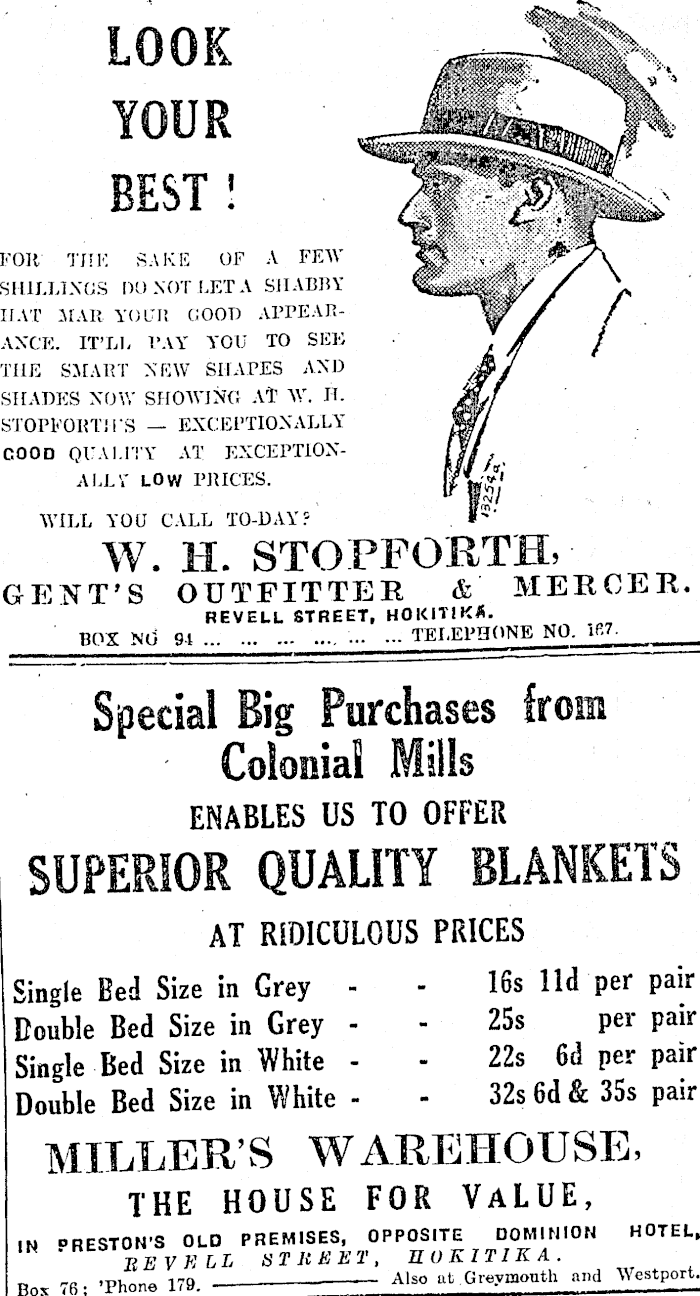 LOOK
YOUR
BEST !
FOR THE SAKE OF A FEW
SHILLINGS DO NOT LET A SHABBY
HAT MAR YOUR GOOD APPEAR-
ANCE. IT'LL PAY YOU TO SEE
THE SMART NEW SHAPES AND
SHADES NOW SHOWING AT W. H.
STOPFORTH'S — EXCEPTIONALLY
GOOD QUALITY AT EXCEPTION-
ALLY LOW PRICES.
WILL YOU CALL TO-DAY?
W. H. STOPFORTH,
GENT'S OUTFITTER & MERCER.
REVELL STREET, HOKITIKA.
BOX NO 94 ... ... ... ... ... ... TELEPHONE NO. 167.
Special Big Purchases from
Colonial Mills
ENABLES US TO OFFER
SUPERIOR QUALITY BLANKETS
AT RIDICULOUS PRICES
Single Bed Size in Grey - - 16s 11d per pair
Double Bed Size in Grey - - 25s per pair
Single Bed Size in White - - 22s 6d per pair
Double Bed Size in White - - 32s 6d & 35s pair
MILLER'S WAREHOUSE,
THE HOUSE FOR VALUE,
IN PRESTON'S OLD PREMISES, OPPOSITE DOMINION HOTEL,
REVELL STREET, HOKITIKA.
Box 76; 'Phone 179. ——— Also at Greymouth and Westport.